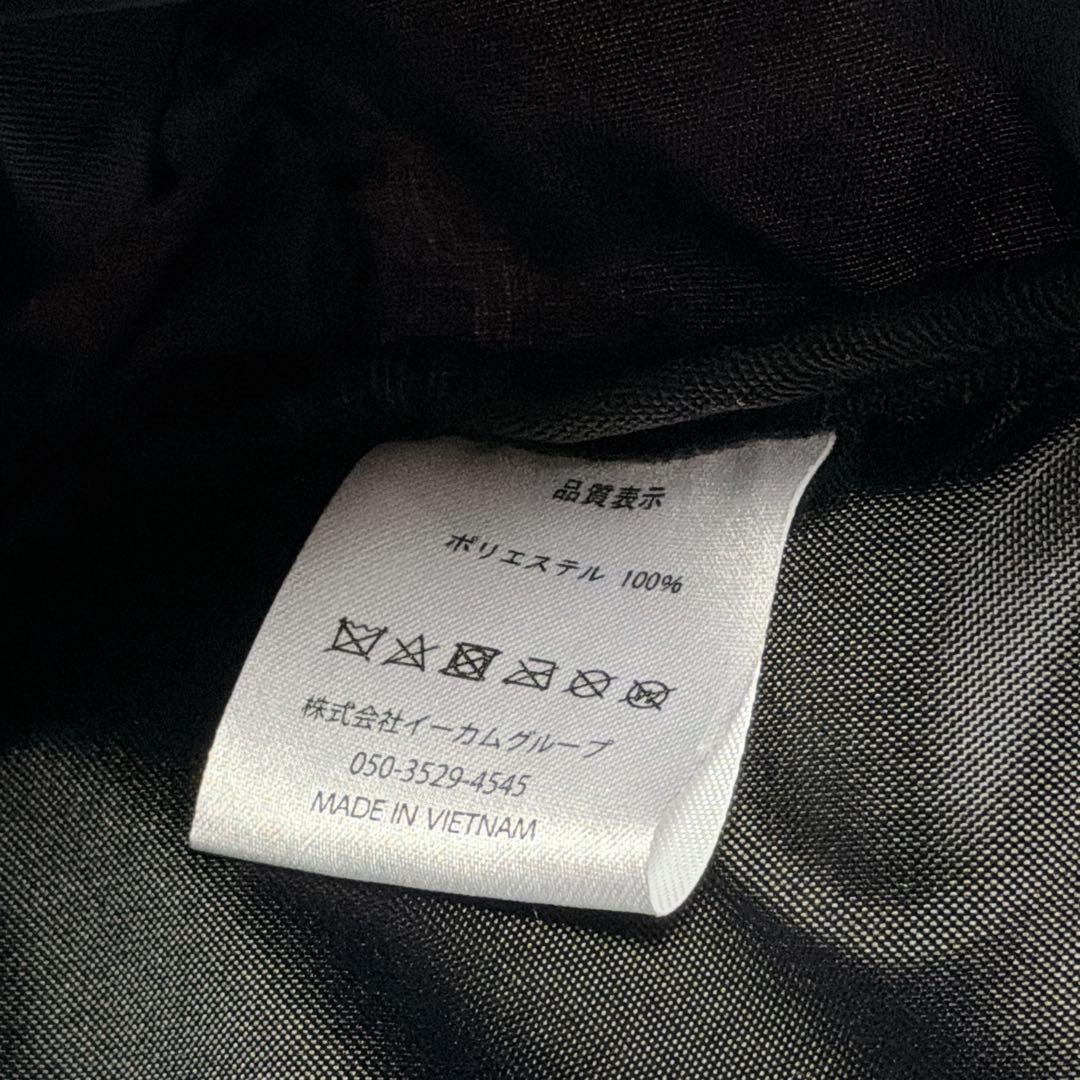 品質表示
ポリエステル 100%
株式会社イーカムグループ
050-3529-4545
MADE IN VIETNAM